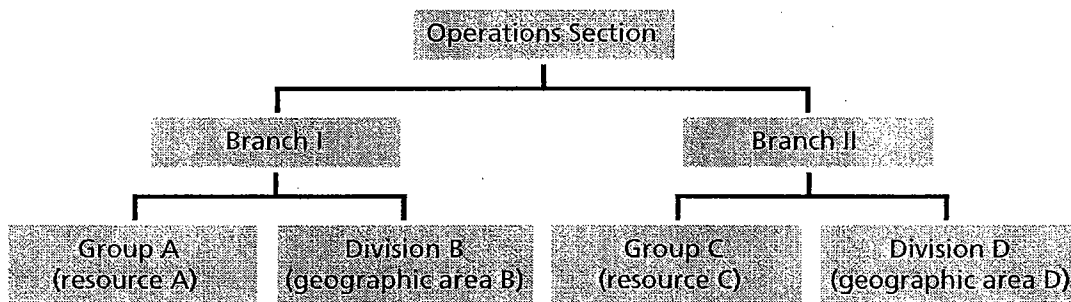 Operations Section
Branch I
Branch II
Group A
(resource A)
Division B
(geographic area B)
Group C
(resource C)
Division D
(geographic area D)